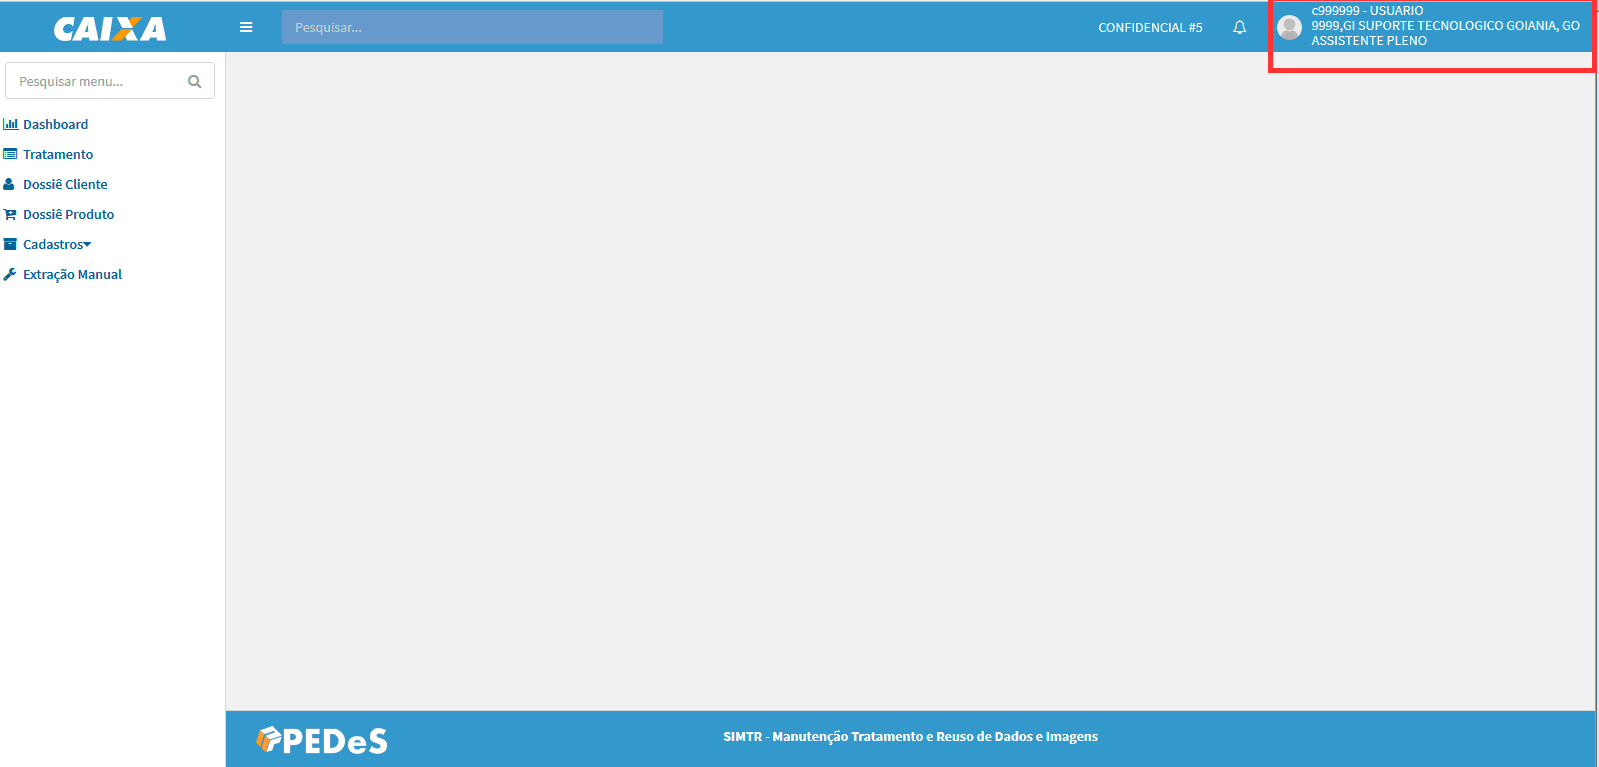 CAIXA
Pesquisar...
CONFIDENCIAL #5
c999999 - USUARIO
9999,GI SUPORTE TECNOLOGICO GOIANIA, GO
ASSISTENTE PLENO
Pesquisar menu...
Dashboard
Tratamento
Dossiê Cliente
Dossiê Produto
Cadastros
Extração Manual
PEDeS
SIMTR - Manutenção Tratamento e Reuso de Dados e Imagens